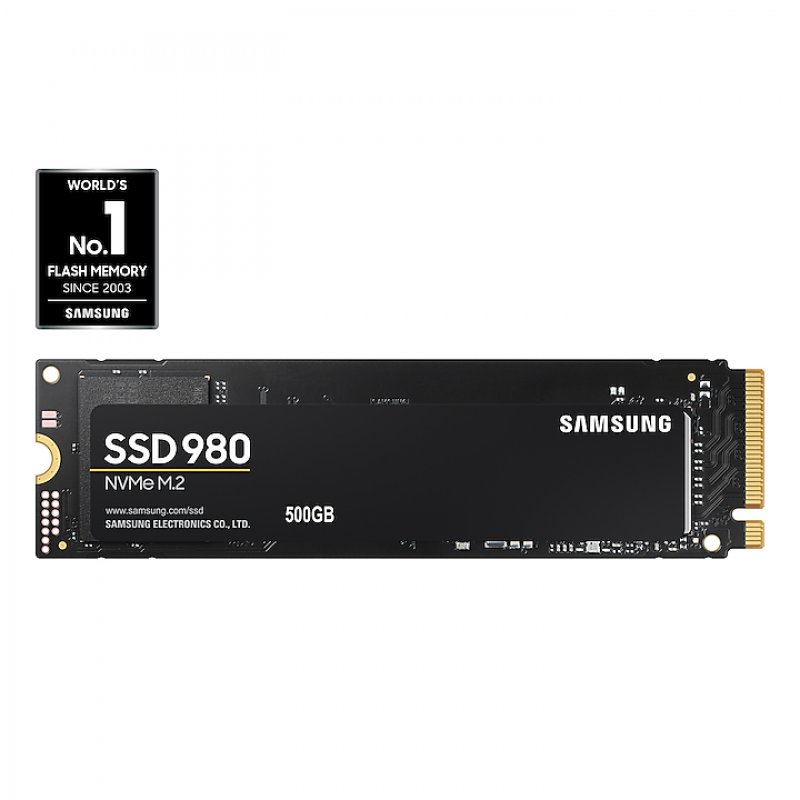 WORLD'S
No.1
FLASH MEMORY
SINCE 2003
SAMSUNG
SAMSUNG
SSD 980
NVMe M.2
www.samsung.com/ssd
SAMSUNG ELECTRONICS CO., LTD.
500GB